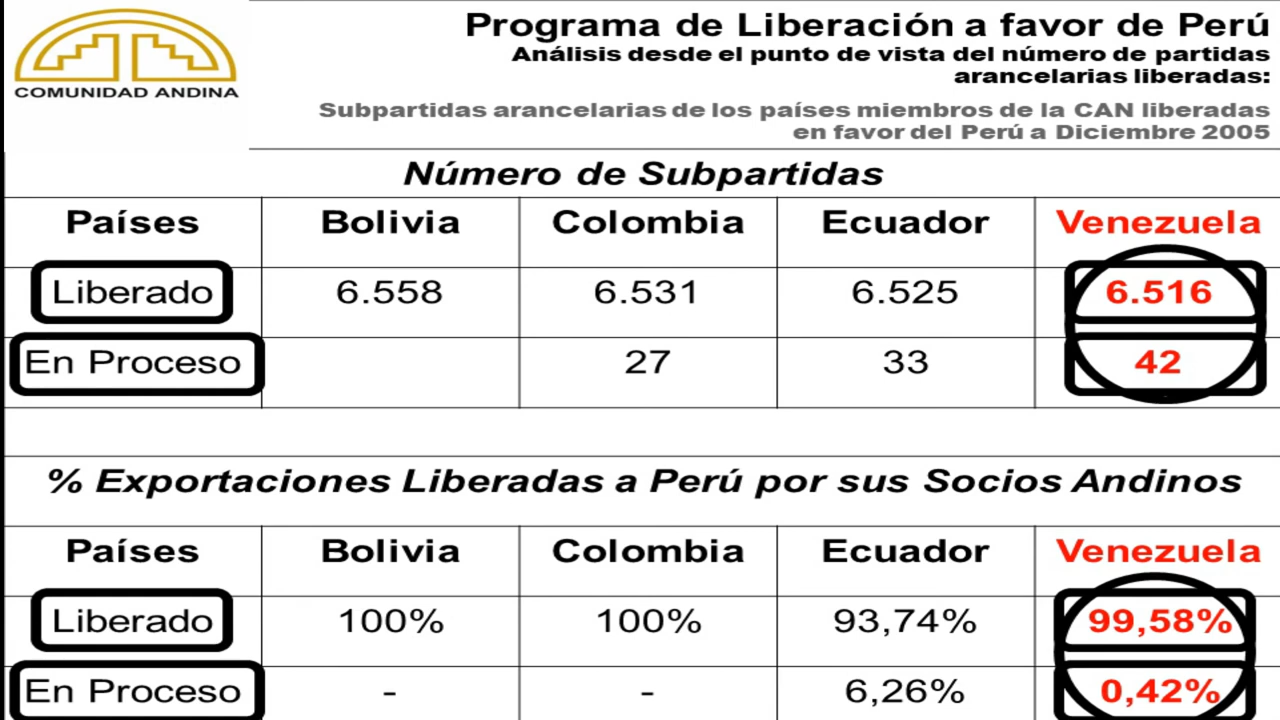 COMUNIDAD ANDINA
Programa de Liberación a favor de Perú
Análisis desde el punto de vista del número de partidas
arancelarias liberadas:
Subpartidas arancelarias de los países miembros de la CAN liberadas
en favor del Perú a Diciembre 2005
Número de Subpartidas
Países Bolivia Colombia Ecuador Venezuela
Liberado 6.558 6.531 6.525 6.516
En Proceso 27 33 42
% Exportaciones Liberadas a Perú por sus Socios Andinos
Países Bolivia Colombia Ecuador Venezuela
Liberado 100% 100% 93,74% 99,58%
En Proceso - - 6,26% 0,42%